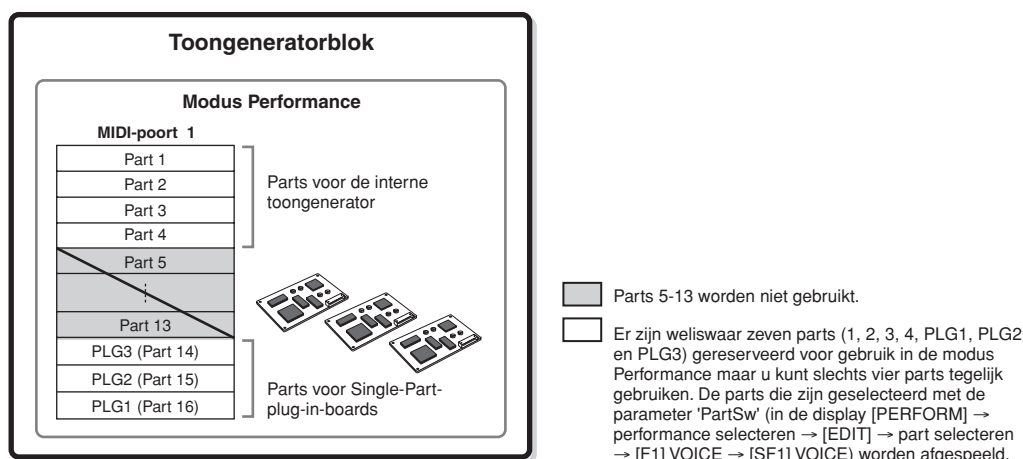 Toongeneratorblok
Modus Performance
MIDI-poort 1
Part 1
Part 2
Part 3
Part 4
Part 5
Part 13
PLG3 (Part 14)
PLG2 (Part 15)
PLG1 (Part 16)
Parts voor de interne
toongenerator
Parts voor Single-Part-
plug-in-boards
Parts 5-13 worden niet gebruikt.
Er zijn weliswaar zeven parts (1, 2, 3, 4, PLG1, PLG2
en PLG3) gereserveerd voor gebruik in de modus
Performance maar u kunt slechts vier parts tegelijk
gebruiken. De parts die zijn geselecteerd met de
parameter 'PartSw' (in de display [PERFORM] →
performance selecteren → [EDIT] → part selecteren
→ [F1] VOICE → [SF1] VOICE) worden afgespeeld.